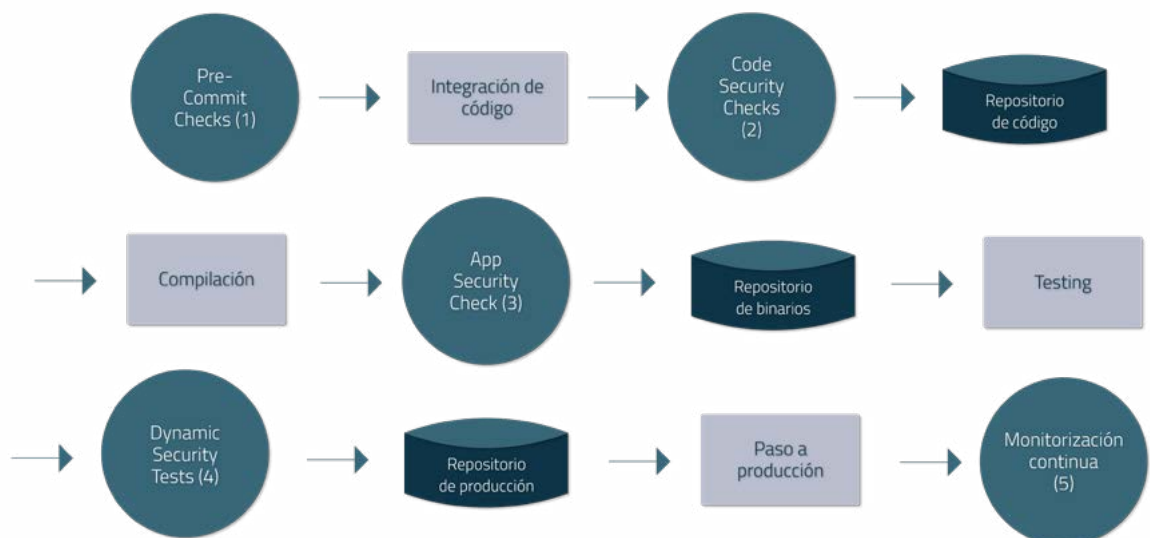 Pre-
Commit
Checks (1)
Integración de
código
Code
Security
Checks
(2)
Repositorio
de código
Compilación
App
Security
Check (3)
Repositorio
de binarios
Testing
Dynamic
Security
Tests (4)
Repositorio
de producción
Paso a
producción
Monitorización
continua
(5)